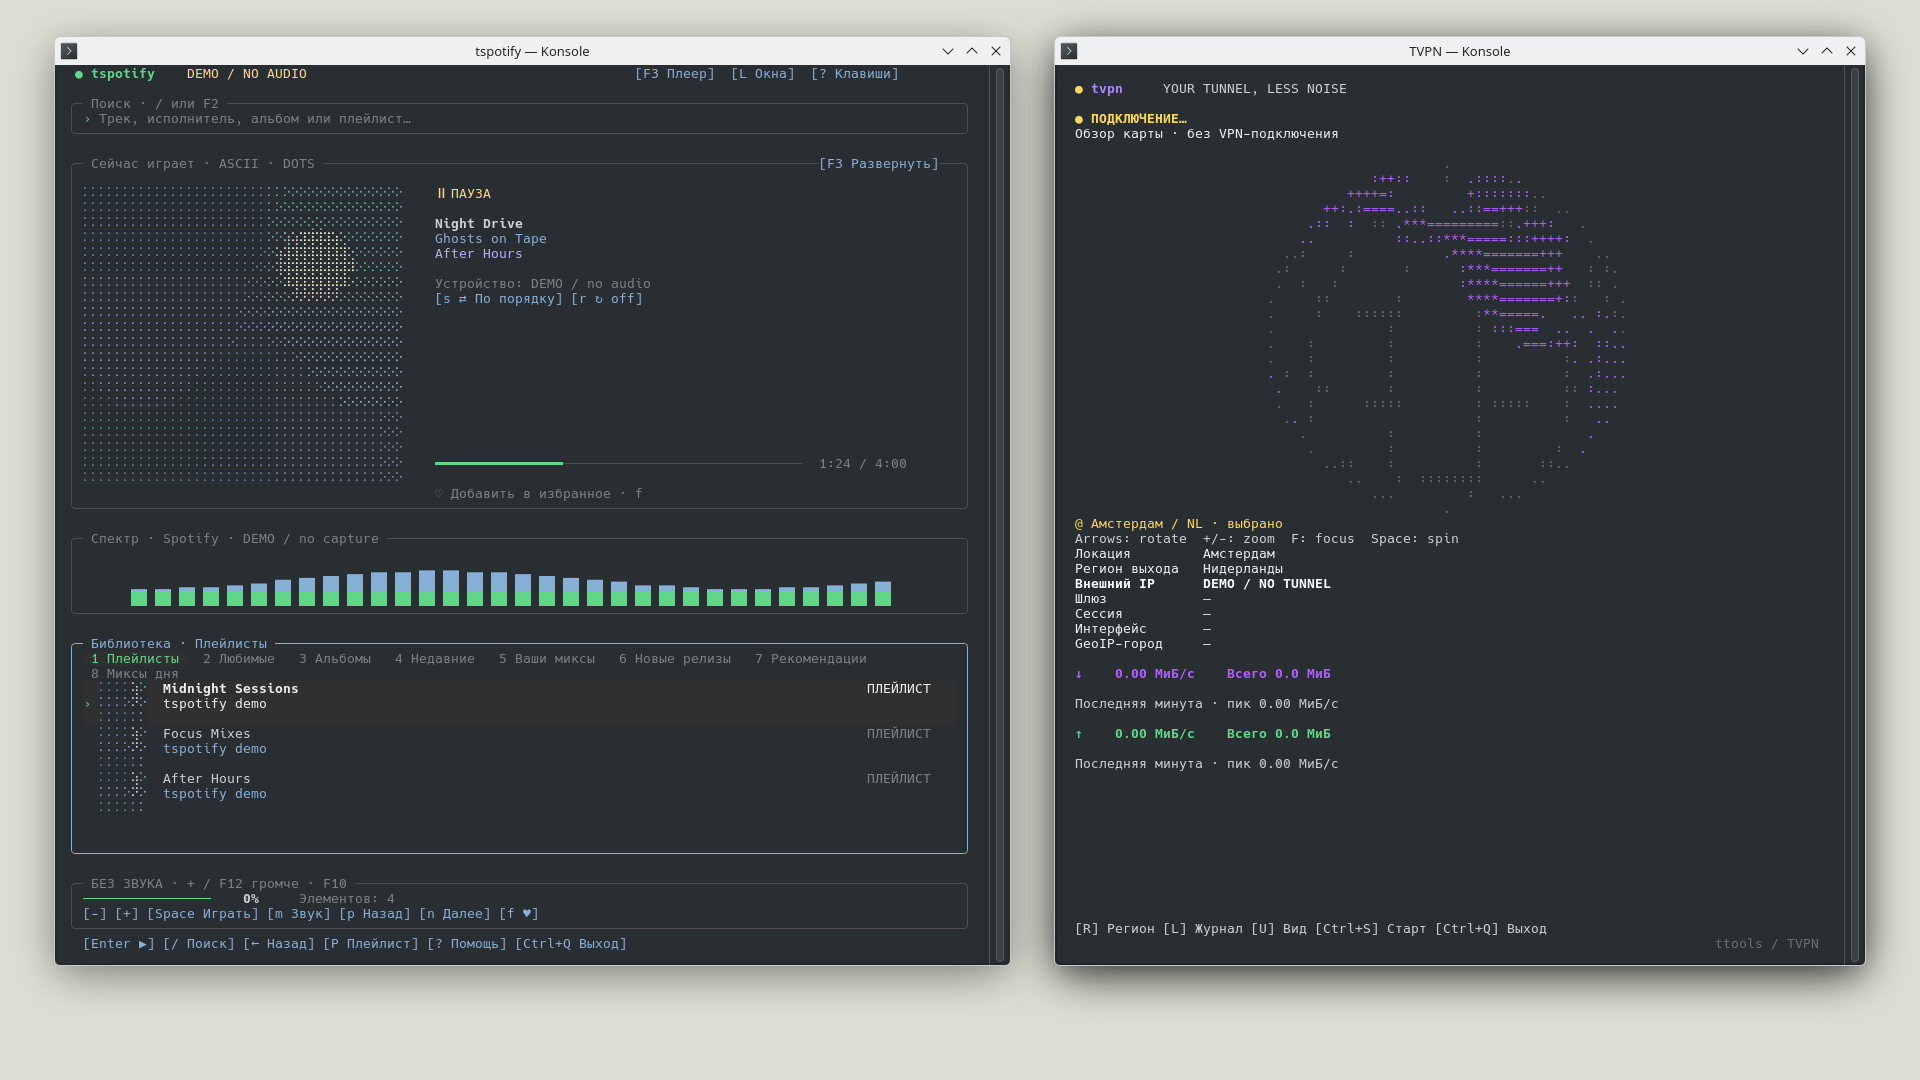 tspotify — Konsole
● tspotify DEMO / NO AUDIO [F3 Плеер] [L Окна] [? Клавиши]
Поиск · / или F2
› Трек, исполнитель, альбом или плейлист…
Сейчас играет · ASCII · DOTS [F3 Развернуть]
⏸ ПАУЗА
Night Drive
Ghosts on Tape
After Hours
Устройство: DEMO / no audio
[s ⇄ По порядку] [r ↻ off]
1:24 / 4:00
♡ Добавить в избранное · f
Спектр · Spotify · DEMO / no capture
Библиотека · Плейлисты
1 Плейлисты 2 Любимые 3 Альбомы 4 Недавние 5 Ваши миксы 6 Новые релизы 7 Рекомендации
8 Миксы дня
Midnight Sessions ПЛЕЙЛИСТ
› tspotify demo
Focus Mixes ПЛЕЙЛИСТ
tspotify demo
After Hours ПЛЕЙЛИСТ
tspotify demo
БЕЗ ЗВУКА · + / F12 громче · F10
0% Элементов: 4
[-] [+] [Space Играть] [m Звук] [p Назад] [n Далее] [f ♥]
[Enter ▶] [/ Поиск] [← Назад] [P Плейлист] [? Помощь] [Ctrl+Q Выход]
TVPN — Konsole
● tvpn YOUR TUNNEL, LESS NOISE
● ПОДКЛЮЧЕНИЕ…
Обзор карты · без VPN-подключения
@ Амстердам / NL · выбрано
Arrows: rotate +/-: zoom F: focus Space: spin
Локация Амстердам
Регион выхода Нидерланды
Внешний IP DEMO / NO TUNNEL
Шлюз —
Сессия —
Интерфейс —
GeoIP-город —
↓ 0.00 МиБ/с Всего 0.0 МиБ
Последняя минута · пик 0.00 МиБ/с
↑ 0.00 МиБ/с Всего 0.0 МиБ
Последняя минута · пик 0.00 МиБ/с
[R] Регион [L] Журнал [U] Вид [Ctrl+S] Старт [Ctrl+Q] Выход
ttools / TVPN